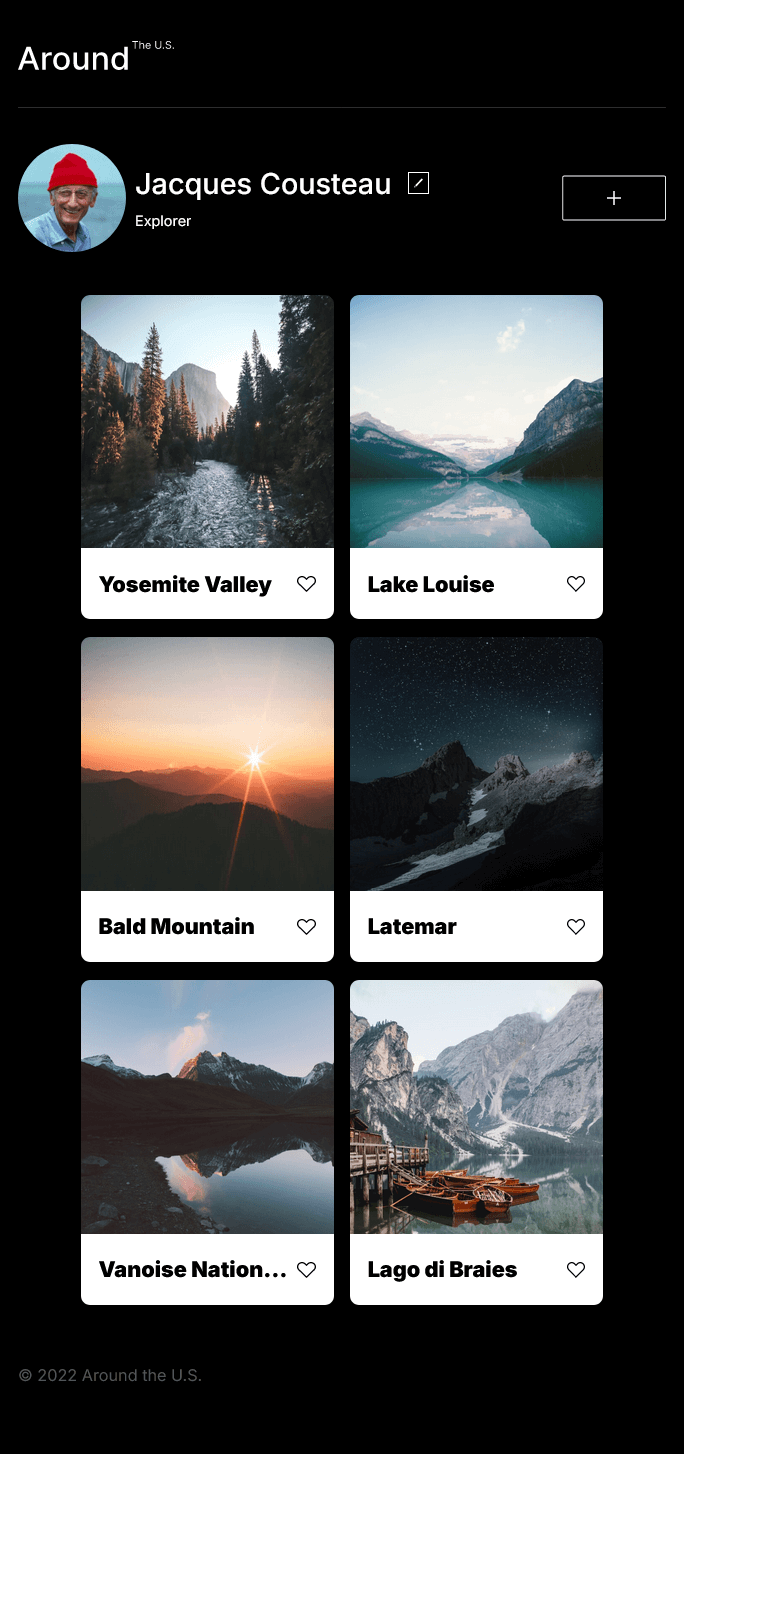 Around The U.S.
Jacques Cousteau
Explorer
Yosemite Valley
Lake Louise
Bald Mountain
Latemar
Vanoise Nation...
Lago di Braies
© 2022 Around the U.S.